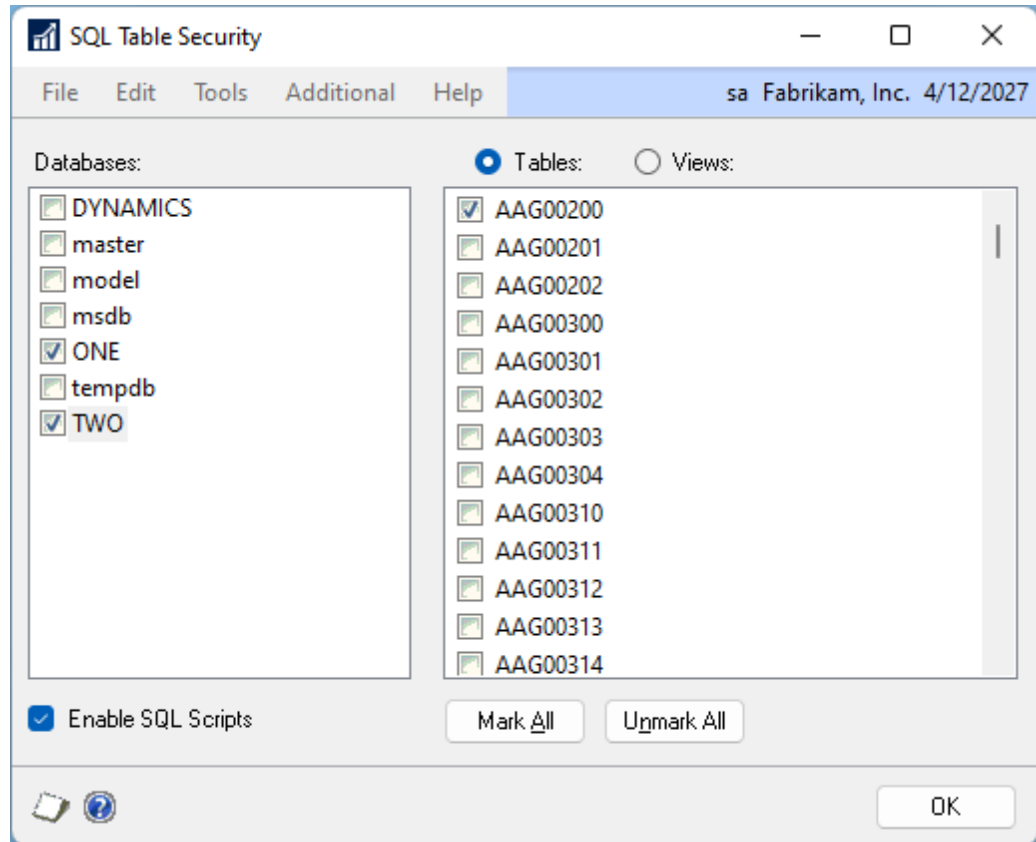 SQL Table Security
File Edit Tools Additional Help sa Fabrikam, Inc. 4/12/2027
Databases:
DYNAMICS
master
model
msdb
ONE
tempdb
TWO
Tables: Views:
AAG00200
AAG00201
AAG00202
AAG00300
AAG00301
AAG00302
AAG00303
AAG00304
AAG00310
AAG00311
AAG00312
AAG00313
AAG00314
Enable SQL Scripts
Mark All Unmark All
OK